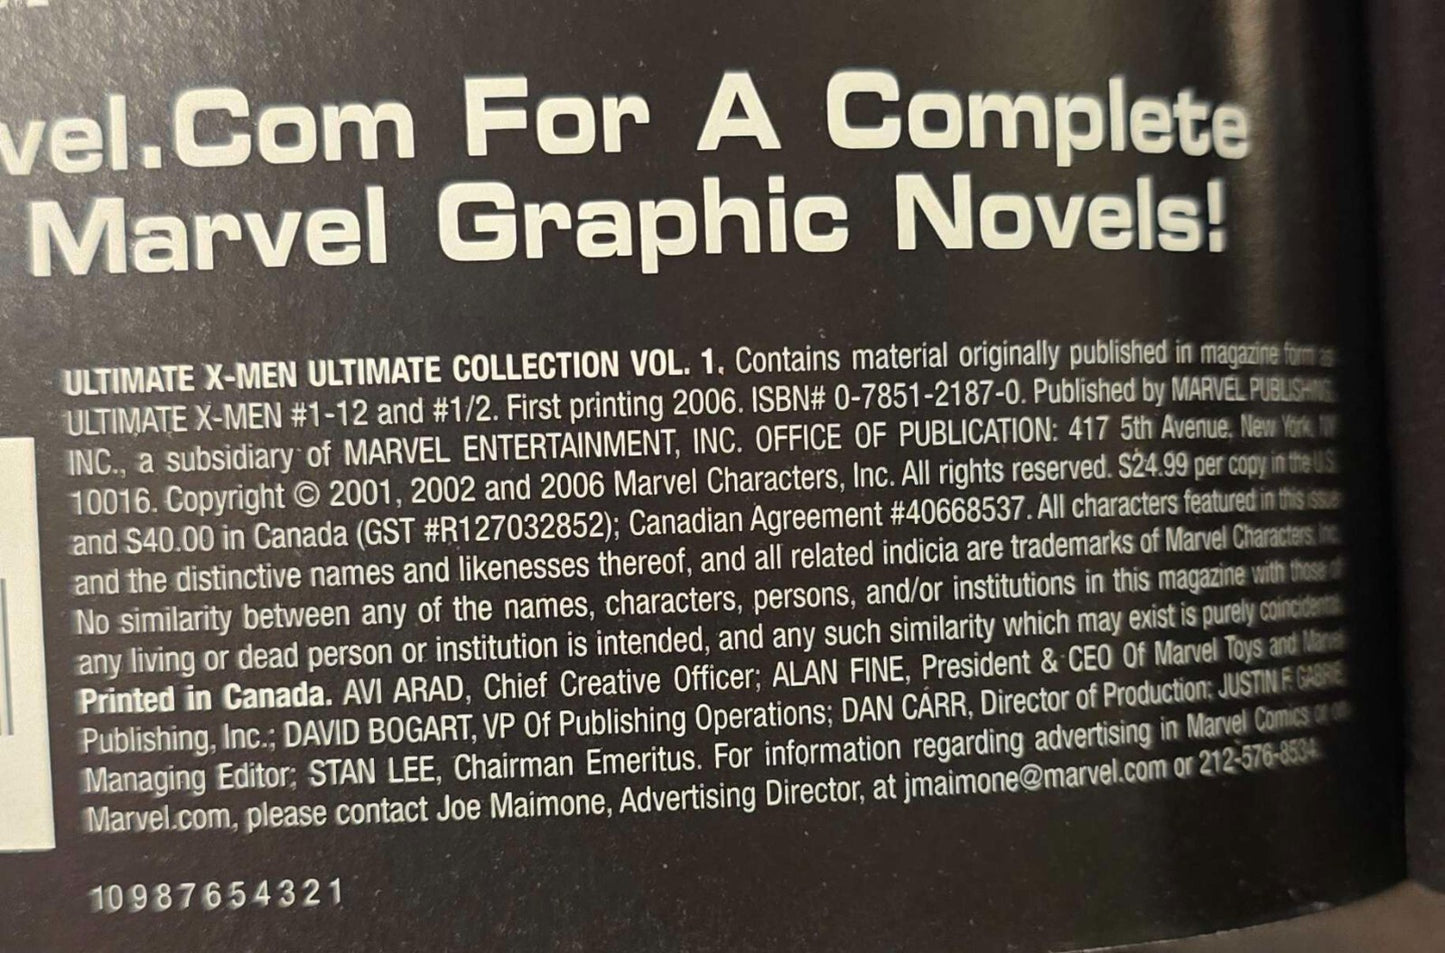 vel.Com For A Complete
Marvel Graphic Novels!
ULTIMATE X-MEN ULTIMATE COLLECTION VOL. 1. Contains material originally published in magazine form as
ULTIMATE X-MEN #1-12 and #1/2. First printing 2006. ISBN# 0-7851-2187-0. Published by MARVEL PUBLISHING,
INC., a subsidiary of MARVEL ENTERTAINMENT, INC. OFFICE OF PUBLICATION: 417 5th Avenue, New York,
10016. Copyright © 2001, 2002 and 2006 Marvel Characters, Inc. All rights reserved. $24.99 per copy in the U.S.
and $40.00 in Canada (GST #R127032852); Canadian Agreement #40668537. All characters featured in this issue
and the distinctive names and likenesses thereof, and all related indicia are trademarks of Marvel Characters, Inc.
No similarity between any of the names, characters, persons, and/or institutions in this magazine with those of
any living or dead person or institution is intended, and any such similarity which may exist is purely coincidental.
Printed in Canada. AVI ARAD, Chief Creative Officer; ALAN FINE, President & CEO Of Marvel Toys and Marvel
Publishing, Inc.; DAVID BOGART, VP Of Publishing Operations; DAN CARR, Director of Production; JUSTIN F. GABRIE
Managing Editor; STAN LEE, Chairman Emeritus. For information regarding advertising in Marvel Comics or on
Marvel.com, please contact Joe Maimone, Advertising Director, at jmaimone@marvel.com or 212-576-8534.
10 9 8 7 6 5 4 3 2 1